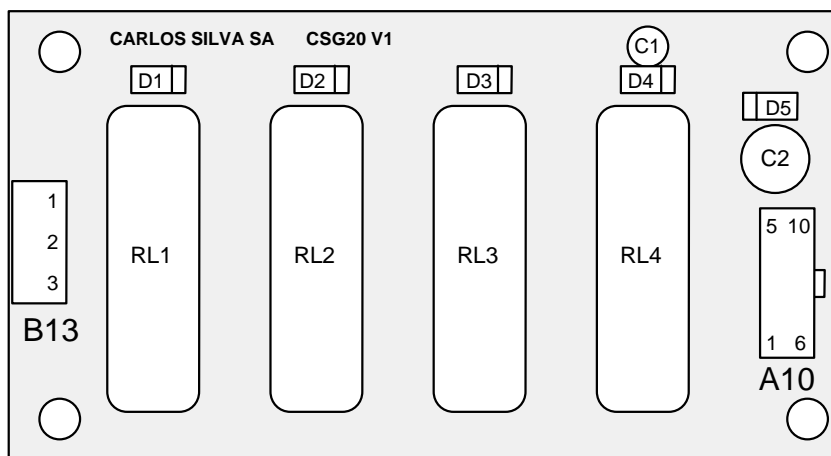 CARLOS SILVA SA CSG20 V1
C1
D1 D2 D3 D4
D5
C2
1
2
3
B13
RL1 RL2 RL3 RL4
5 10
1 6
A10